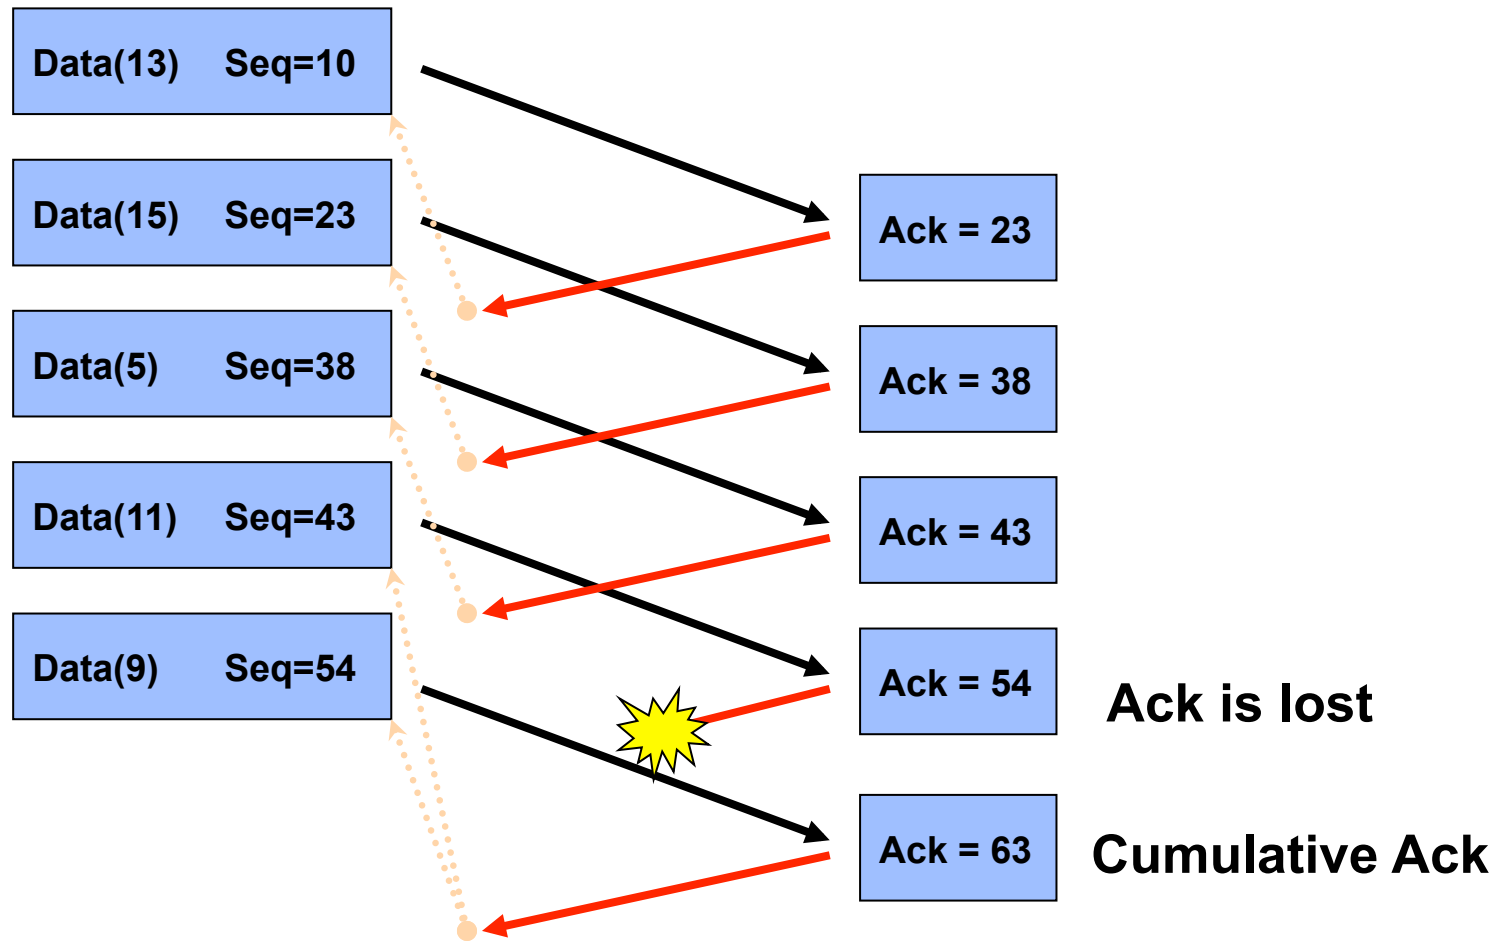 Data(13) Seq=10
Data(15) Seq=23
Ack = 23
Data(5) Seq=38
Ack = 38
Data(11) Seq=43
Ack = 43
Data(9) Seq=54
Ack = 54 Ack is lost
Ack = 63 Cumulative Ack